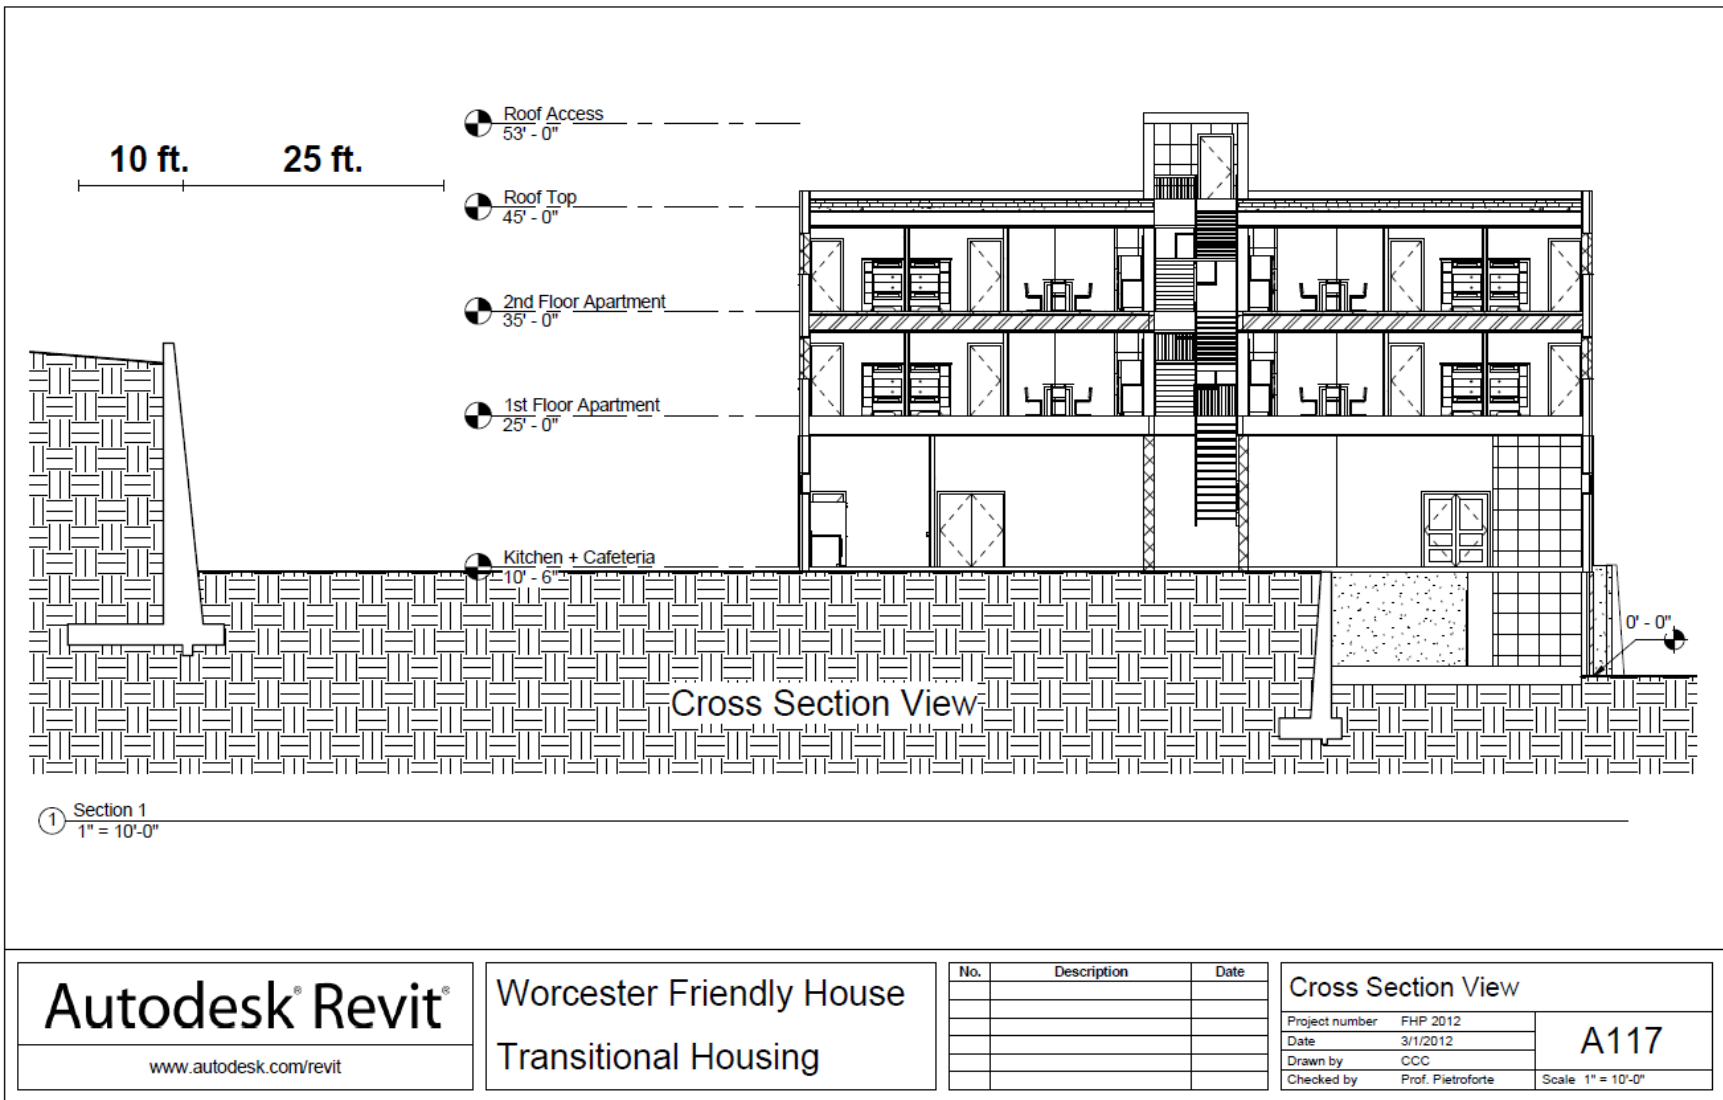 Roof Access
53' - 0"
10 ft.
25 ft.
Roof Top
45' - 0"
2nd Floor Apartment
35' - 0"
1st Floor Apartment
25' - 0"
Kitchen + Cafeteria
10' - 6"
0' - 0"
Cross Section View
1
Section 1
1" = 10'-0"
Autodesk® Revit®
www.autodesk.com/revit
Worcester Friendly House
Transitional Housing
No. Description Date
Cross Section View
Project number FHP 2012
Date 3/1/2012
Drawn by CCC
Checked by Prof. Pietroforte
A117
Scale 1" = 10'-0"